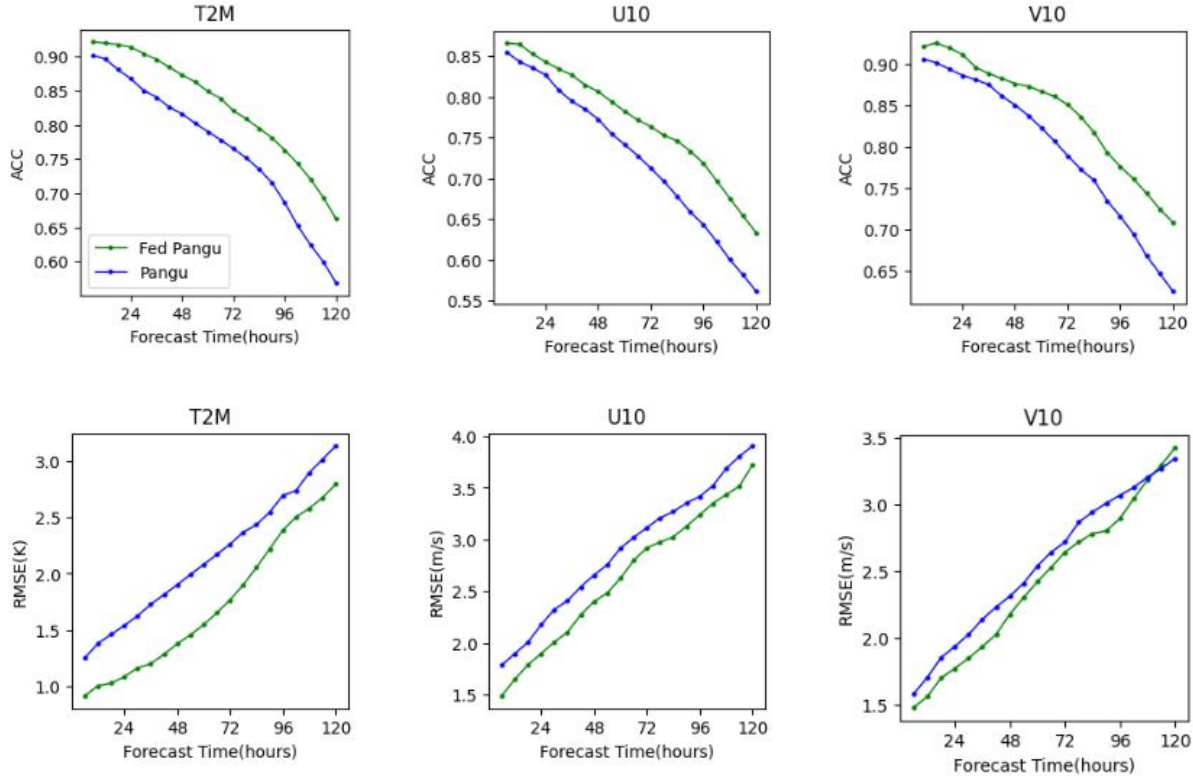 T2M
U10
V10
0.90
0.85
0.80
0.75
0.70
0.65
0.60
ACC
Fed Pangu
Pangu
24 48 72 96 120
Forecast Time(hours)
0.85
0.80
0.75
0.70
0.65
0.60
0.55
ACC
24 48 72 96 120
Forecast Time(hours)
0.90
0.85
0.80
0.75
0.70
0.65
ACC
24 48 72 96 120
Forecast Time(hours)
T2M
U10
V10
3.0
2.5
2.0
1.5
1.0
RMSE(K)
24 48 72 96 120
Forecast Time(hours)
4.0
3.5
3.0
2.5
2.0
1.5
RMSE(m/s)
24 48 72 96 120
Forecast Time(hours)
3.5
3.0
2.5
2.0
1.5
RMSE(m/s)
24 48 72 96 120
Forecast Time(hours)